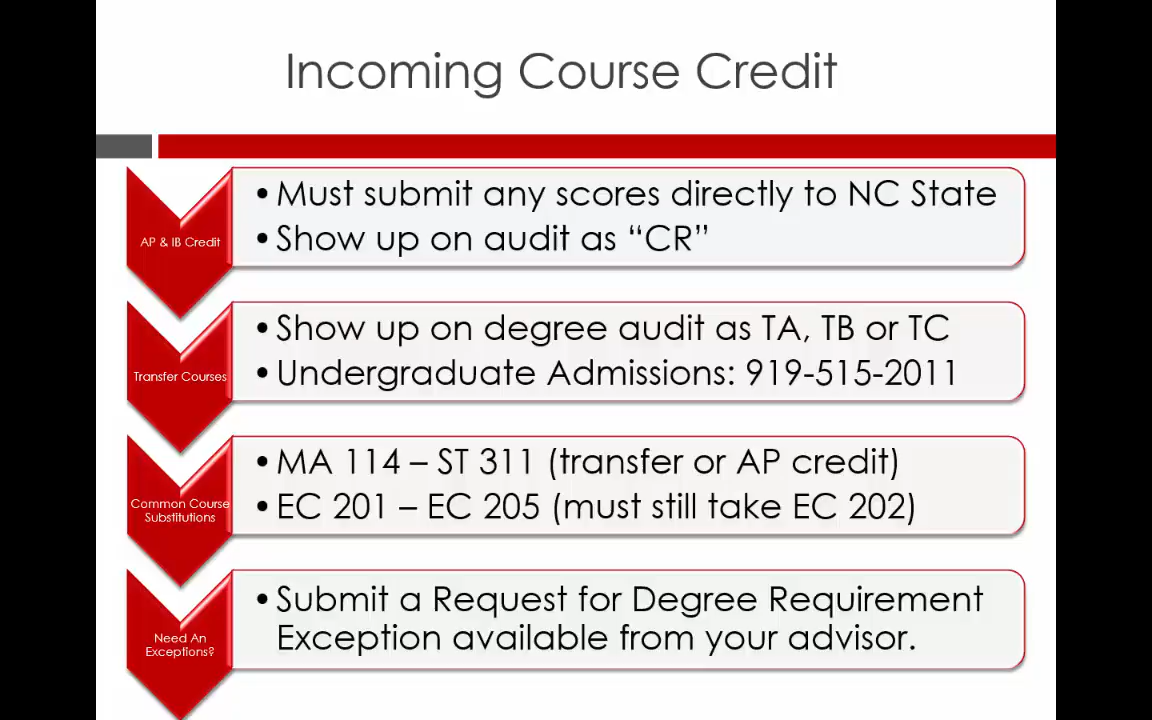 Incoming Course Credit
AP & IB Credit
•Must submit any scores directly to NC State
•Show up on audit as “CR”
Transfer Courses
•Show up on degree audit as TA, TB or TC
•Undergraduate Admissions: 919-515-2011
Common Course
Substitutions
•MA 114 – ST 311 (transfer or AP credit)
•EC 201 – EC 205 (must still take EC 202)
Need An
Exceptions?
•Submit a Request for Degree Requirement
Exception available from your advisor.